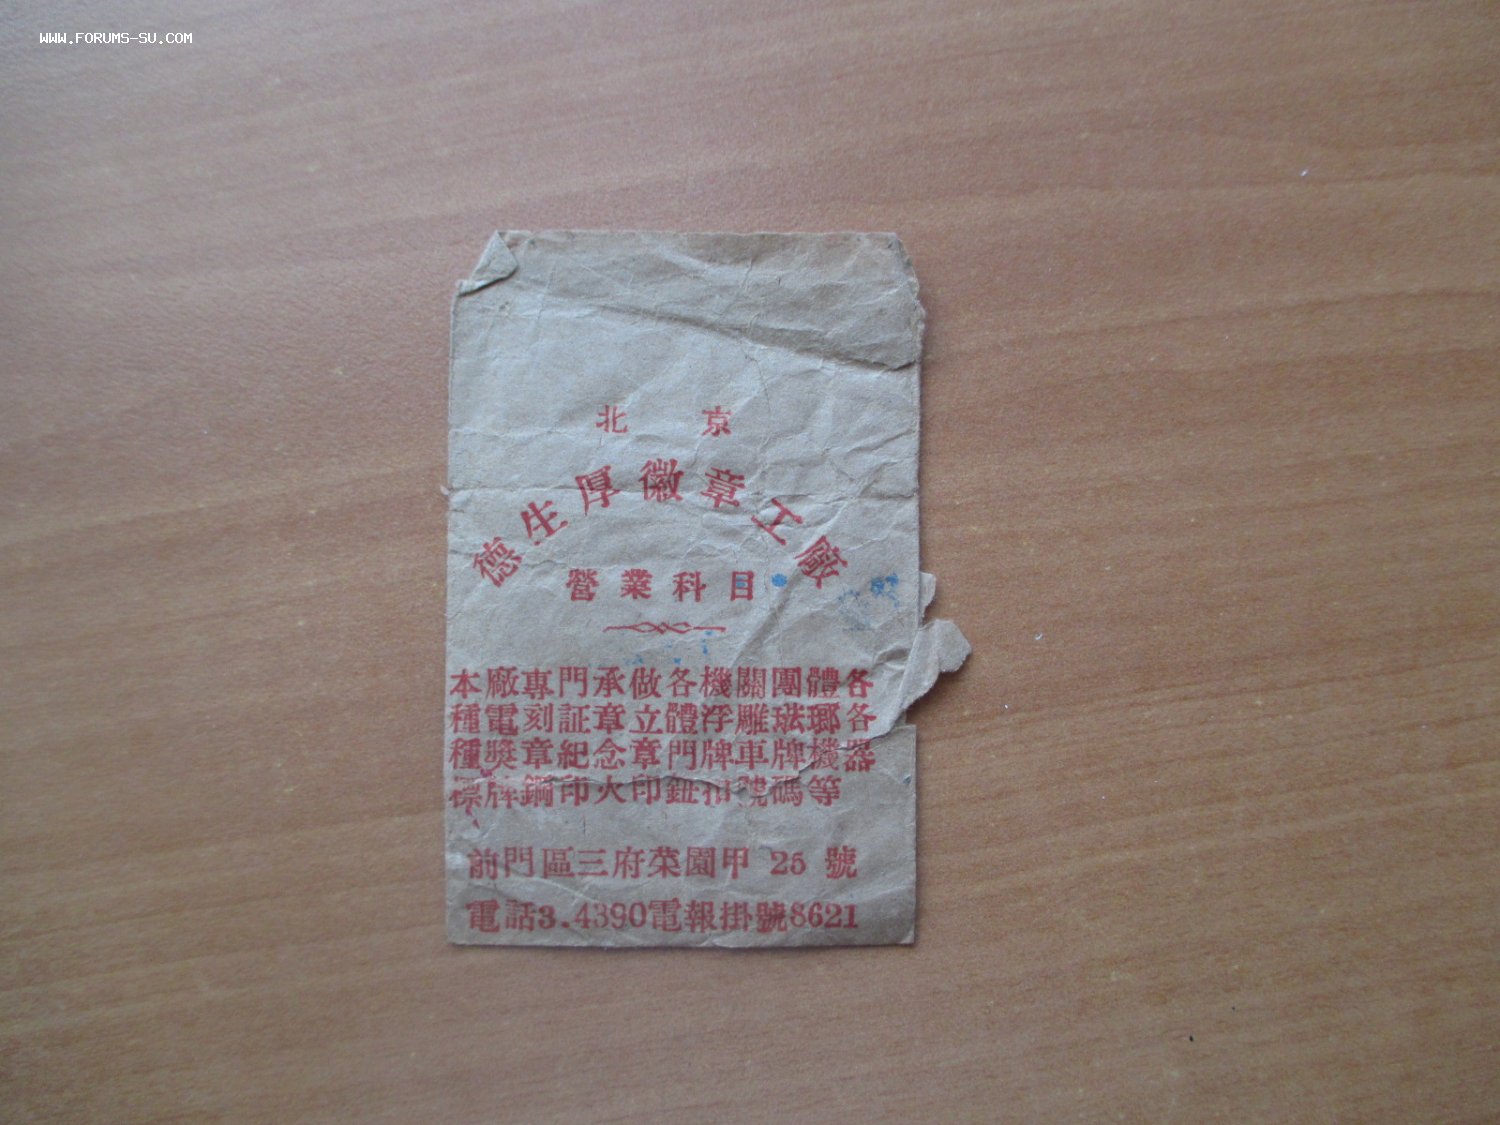 WWW.FORUMS-SU.COM
北京
德生厚徽章工廠
營業科目
本廠專門承做各機關團體各
種電刻証章立體浮雕琺瑯各
種獎章紀念章門牌車牌機器
標牌鋼印火印鈕扣號碼等
前門區三府菜園甲 25 號
電話3.4390電報掛號8621